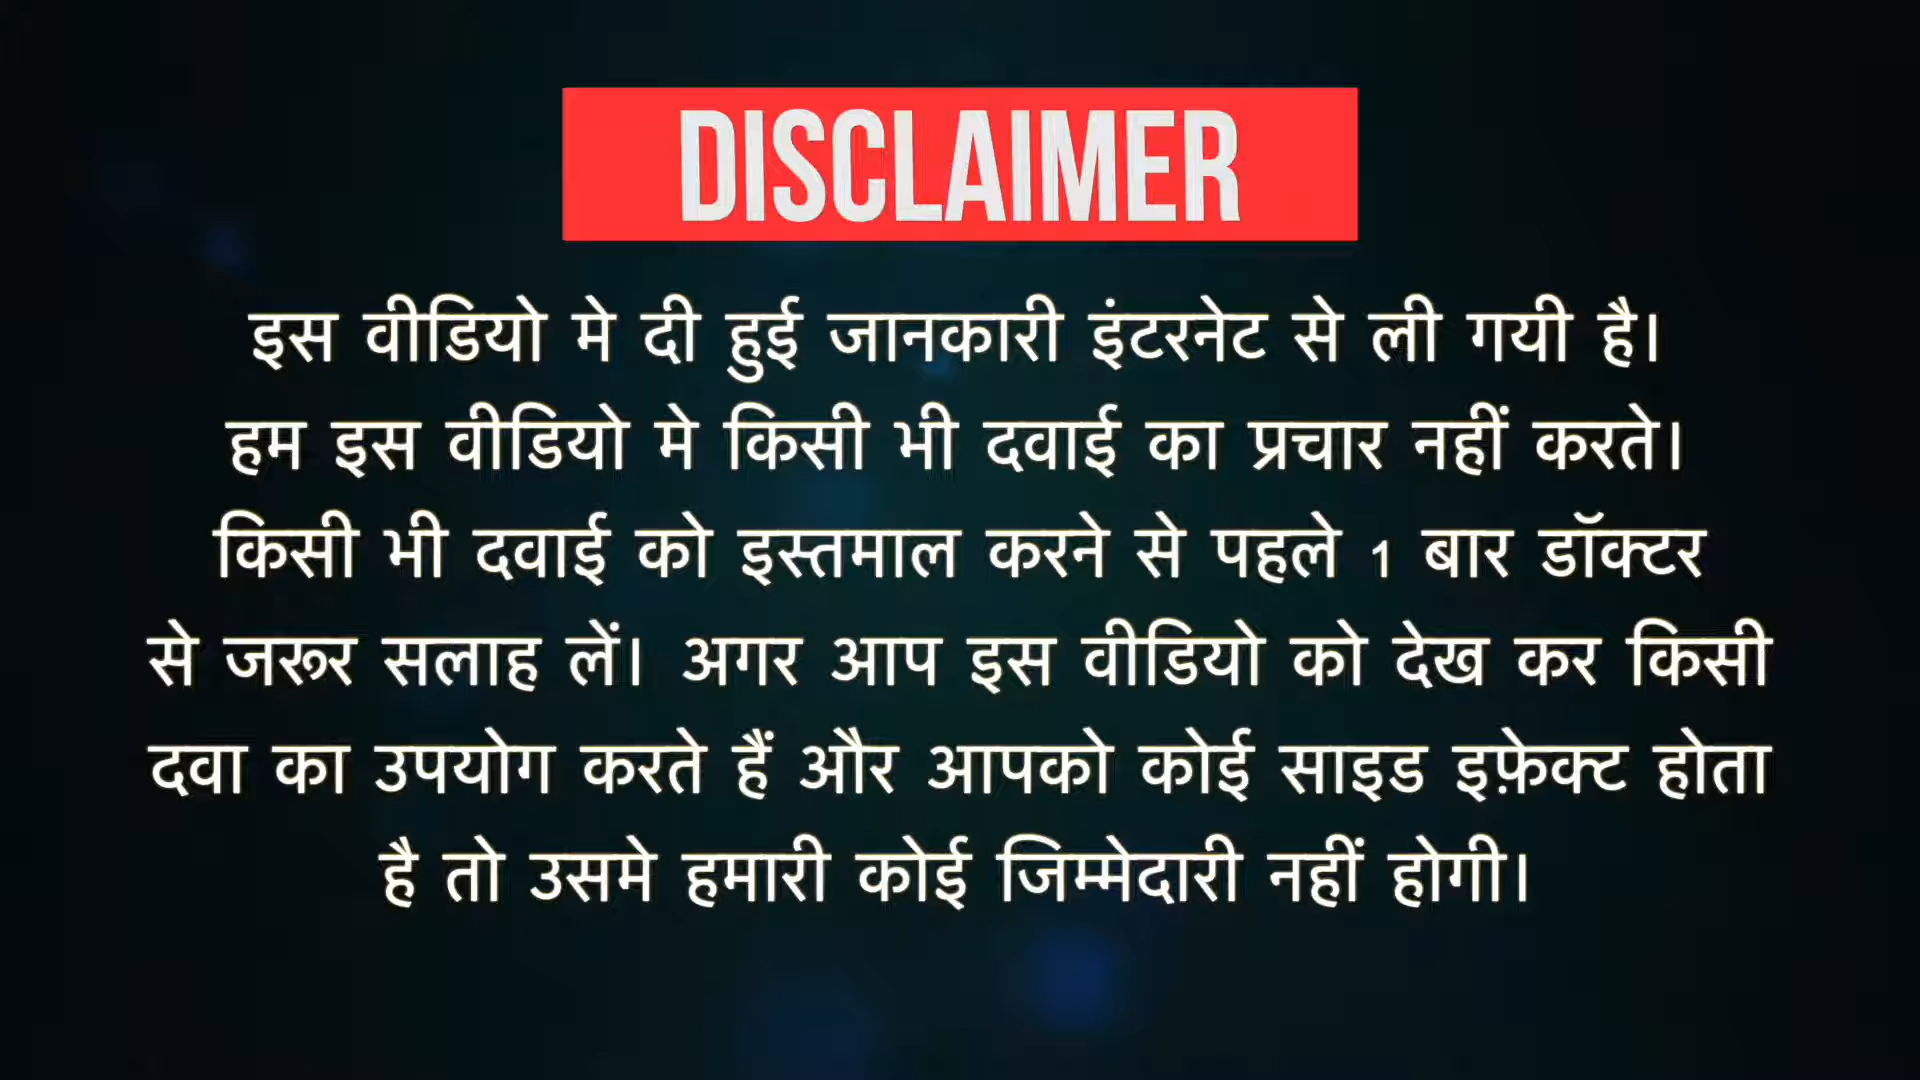 DISCLAIMER
इस वीडियो मे दी हुई जानकारी इंटरनेट से ली गयी है।
हम इस वीडियो मे किसी भी दवाई का प्रचार नहीं करते।
किसी भी दवाई को इस्तमाल करने से पहले 1 बार डॉक्टर
से जरूर सलाह लें। अगर आप इस वीडियो को देख कर किसी
दवा का उपयोग करते हैं और आपको कोई साइड इफ़ेक्ट होता
है तो उसमे हमारी कोई जिम्मेदारी नहीं होगी।